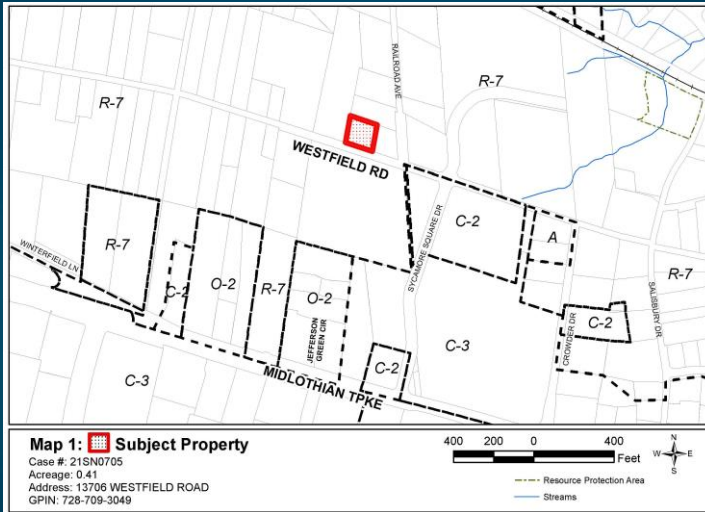 R-7
RAILROAD AVE
R-7
WESTFIELD RD
C-2
SYCAMORE SQUARE DR
A
R-7
WINTERFIELD LN
R-7
C-2
O-2
R-7
O-2
JEFFERSON
GREEN CIR
C-2
C-3
CROWDER DR
C-2
SALISBURY DR
C-3
MIDLOTHIAN TPKE
Map 1: Subject Property
Case #: 21SN0705
Acreage: 0.41
Address: 13706 WESTFIELD ROAD
GPIN: 728-709-3049
400 200 0 400
Feet
N
W E
S
Resource Protection Area
Streams